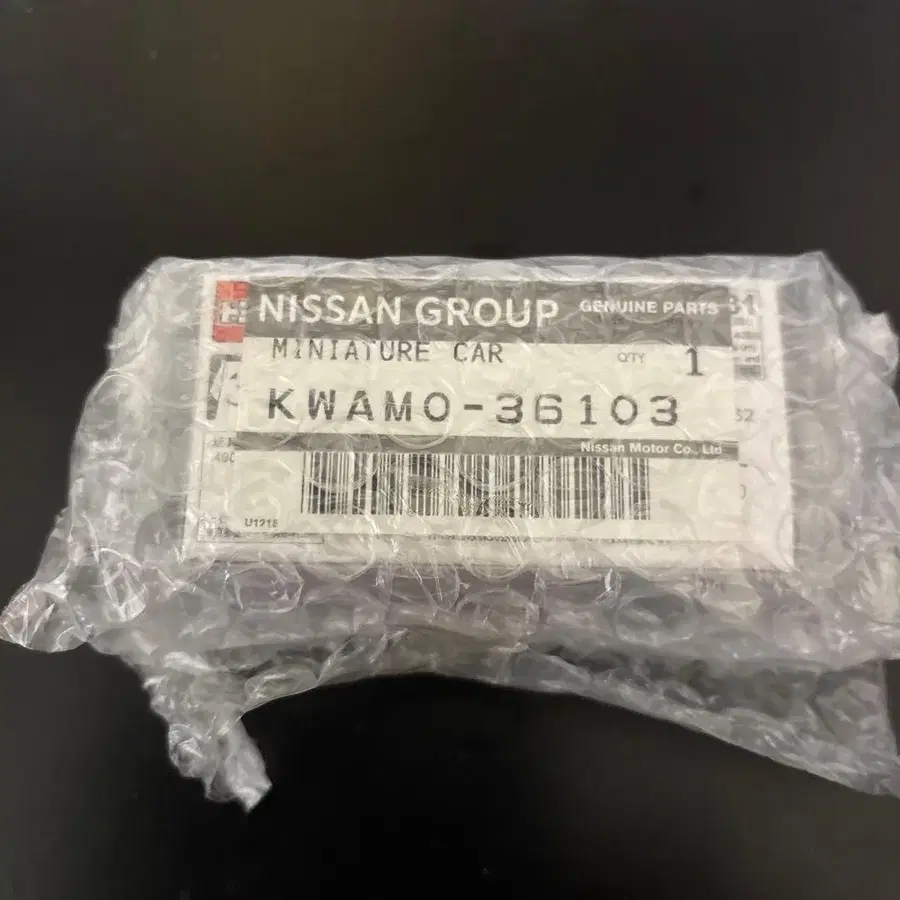 NISSAN GROUP GENUINE PARTS
MINIATURE CAR QTY 1
KWAM0-36103
Nissan Motor Co., Ltd
U1218